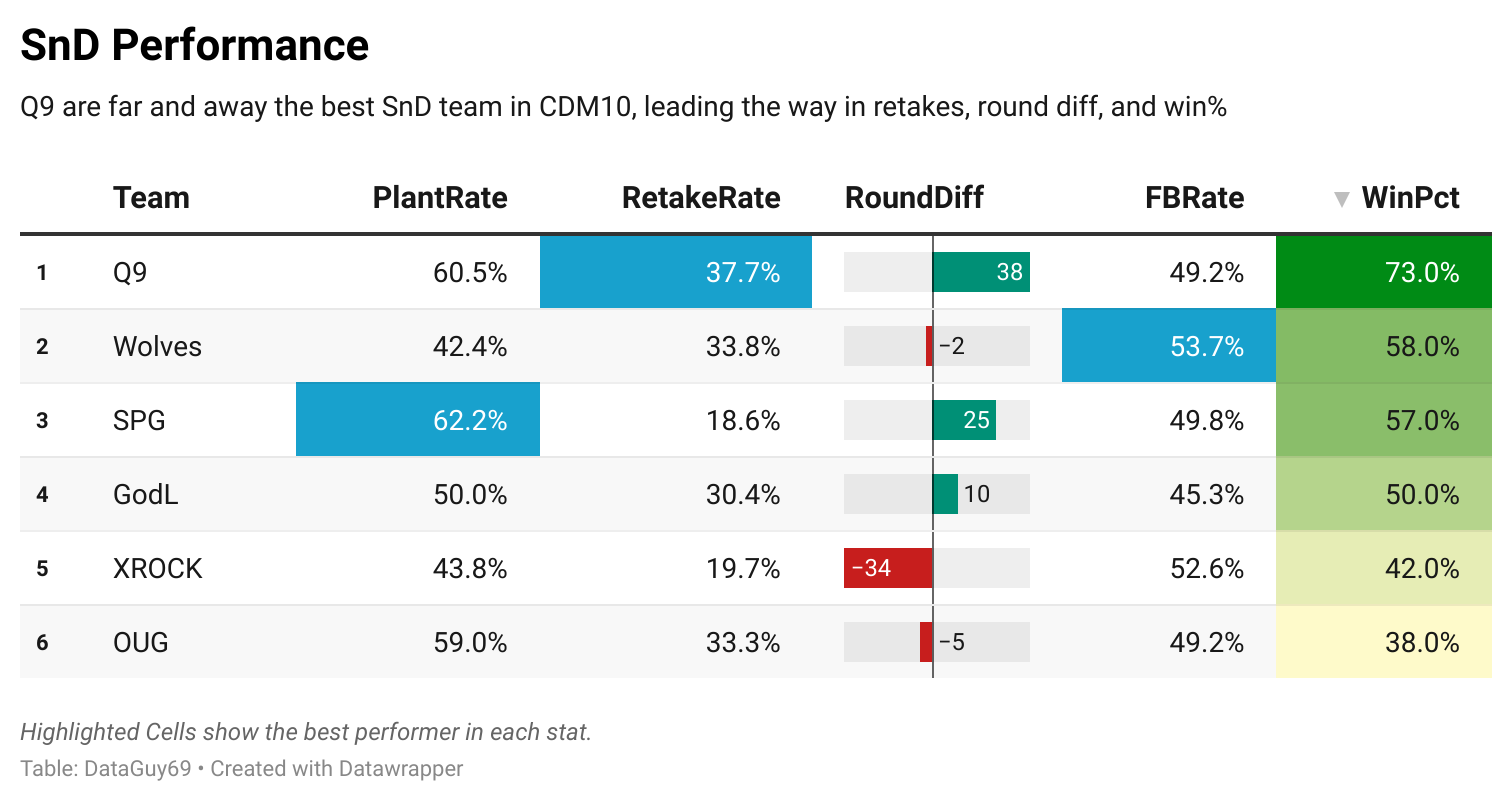 SnD Performance
Q9 are far and away the best SnD team in CDM10, leading the way in retakes, round diff, and win%
Team PlantRate RetakeRate RoundDiff FBRate ▼ WinPct
1 Q9 60.5% 37.7% 38 49.2% 73.0%
2 Wolves 42.4% 33.8% −2 53.7% 58.0%
3 SPG 62.2% 18.6% 25 49.8% 57.0%
4 GodL 50.0% 30.4% 10 45.3% 50.0%
5 XROCK 43.8% 19.7% −34 52.6% 42.0%
6 OUG 59.0% 33.3% −5 49.2% 38.0%
Highlighted Cells show the best performer in each stat.
Table: DataGuy69 • Created with Datawrapper